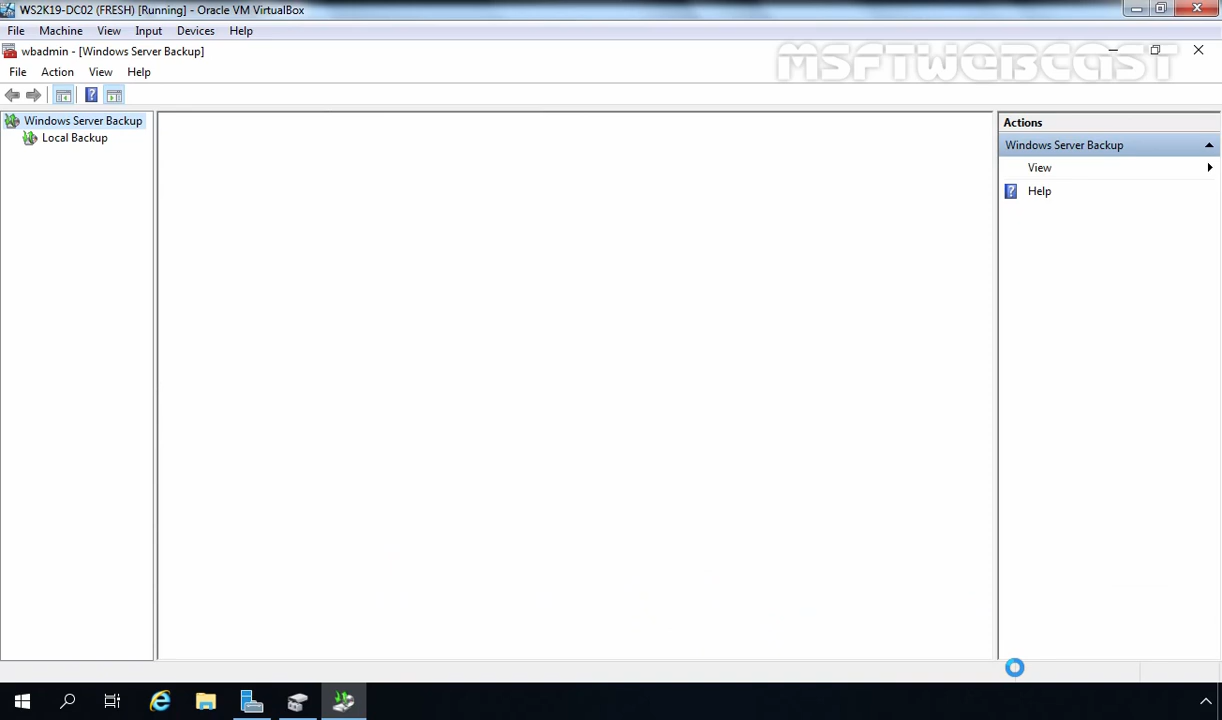 WS2K19-DC02 (FRESH) [Running] - Oracle VM VirtualBox
File Machine View Input Devices Help
wbadmin - [Windows Server Backup]
MSFTWEBCAST
File Action View Help
Windows Server Backup
Local Backup
Actions
Windows Server Backup
View
Help